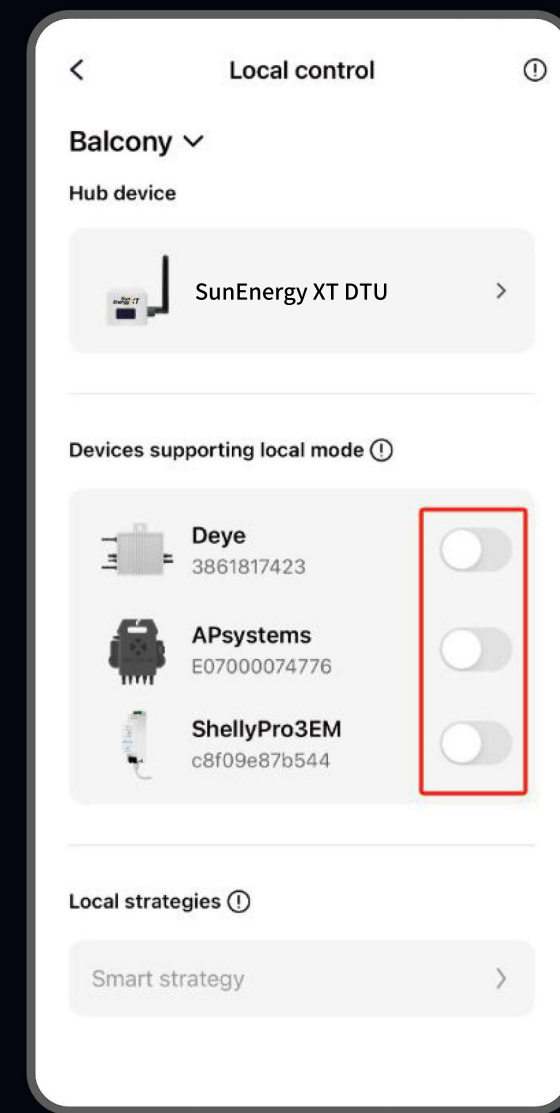 Local control
Balcony
Hub device
SunEnergy XT DTU
Devices supporting local mode
Deye
3861817423
APsystems
E07000074776
ShellyPro3EM
c8f09e87b544
Local strategies
Smart strategy